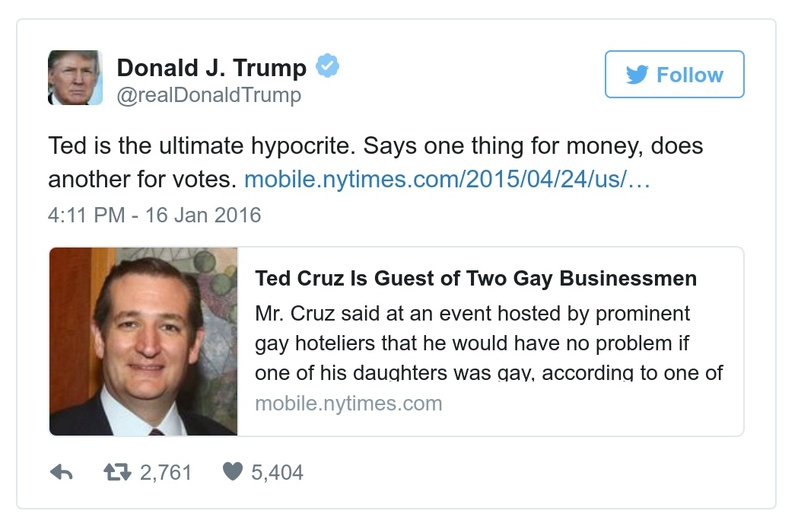 Donald J. Trump
@realDonaldTrump
Follow
Ted is the ultimate hypocrite. Says one thing for money, does
another for votes. mobile.nytimes.com/2015/04/24/us/…
4:11 PM - 16 Jan 2016
Ted Cruz Is Guest of Two Gay Businessmen
Mr. Cruz said at an event hosted by prominent
gay hoteliers that he would have no problem if
one of his daughters was gay, according to one of
mobile.nytimes.com
2,761
5,404